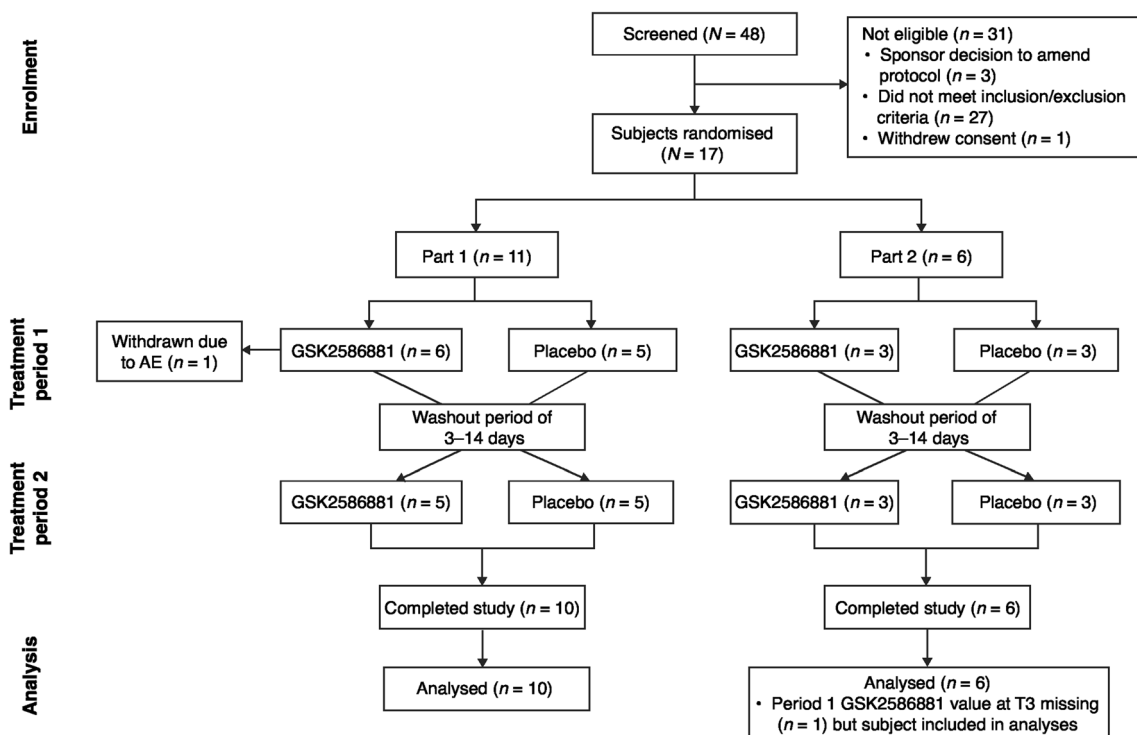 Enrolment
Screened (N = 48)
Not eligible (n = 31)
• Sponsor decision to amend
protocol (n = 3)
• Did not meet inclusion/exclusion
criteria (n = 27)
• Withdrew consent (n = 1)
Subjects randomised
(N = 17)
Part 1 (n = 11)
Part 2 (n = 6)
Treatment
period 1
Withdrawn due
to AE (n = 1)
GSK2586881 (n = 6)
Placebo (n = 5)
GSK2586881 (n = 3)
Placebo (n = 3)
Washout period of
3–14 days
Washout period of
3–14 days
Treatment
period 2
GSK2586881 (n = 5)
Placebo (n = 5)
GSK2586881 (n = 3)
Placebo (n = 3)
Completed study (n = 10)
Completed study (n = 6)
Analysis
Analysed (n = 10)
Analysed (n = 6)
• Period 1 GSK2586881 value at T3 missing
(n = 1) but subject included in analyses